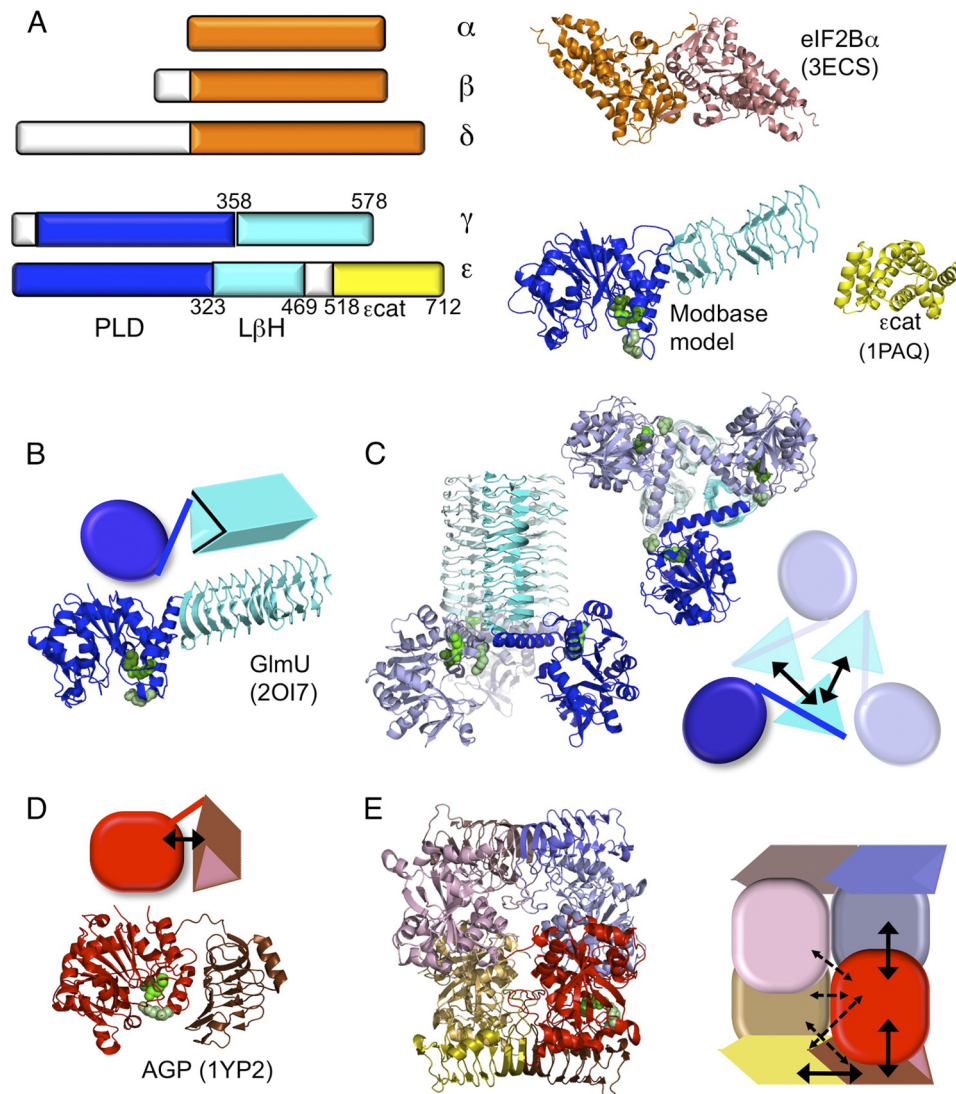 A
α
eIF2Bα
(3ECS)
β
δ
358
578
γ
ε
323
469
518
εcat
712
PLD
LβH
Modbase
model
εcat
(1PAQ)
B
C
GlmU
(2OI7)
D
E
AGP (1YP2)